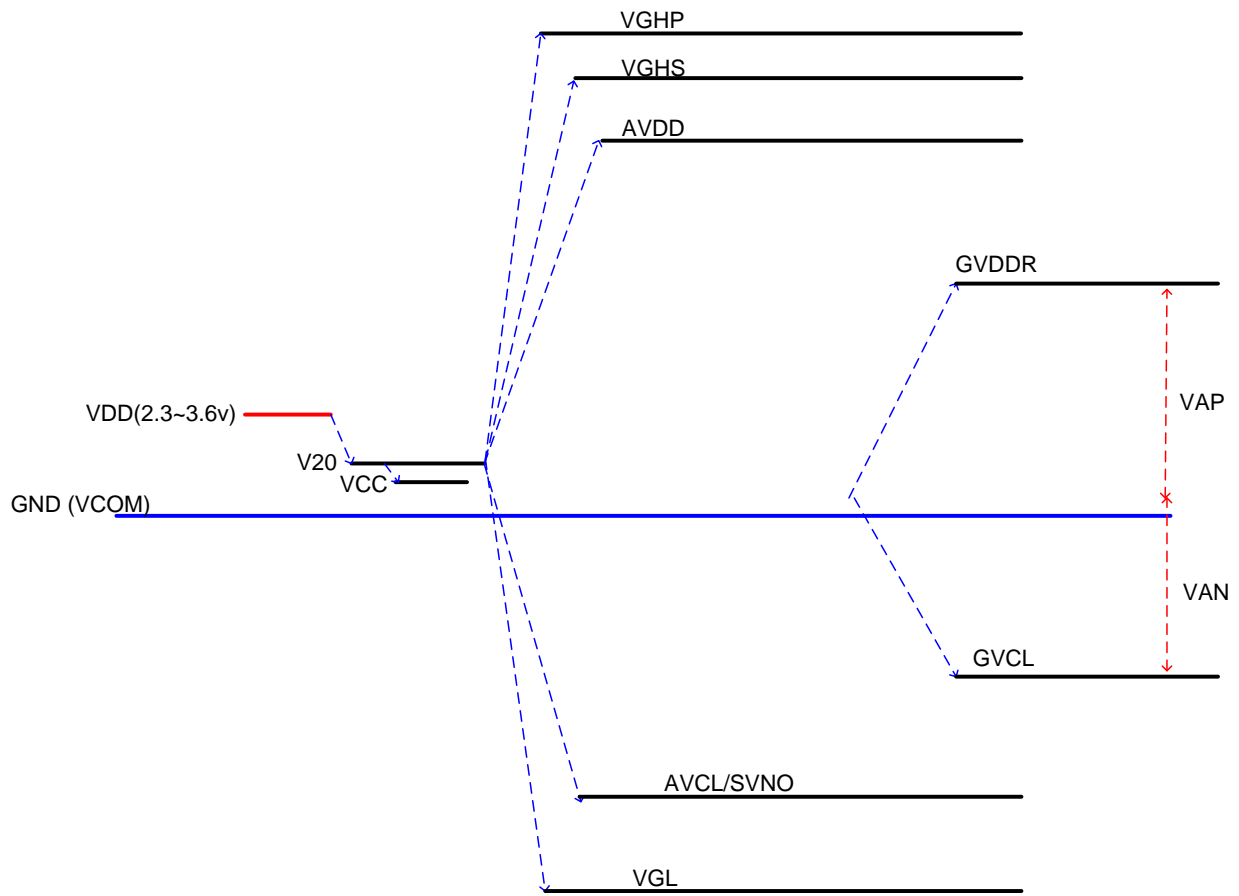 VGHP
VGHS
AVDD
GVDDR
VAP
VDD(2.3~3.6v)
V20
VCC
GND (VCOM)
VAN
GVCL
AVCL/SVNO
VGL